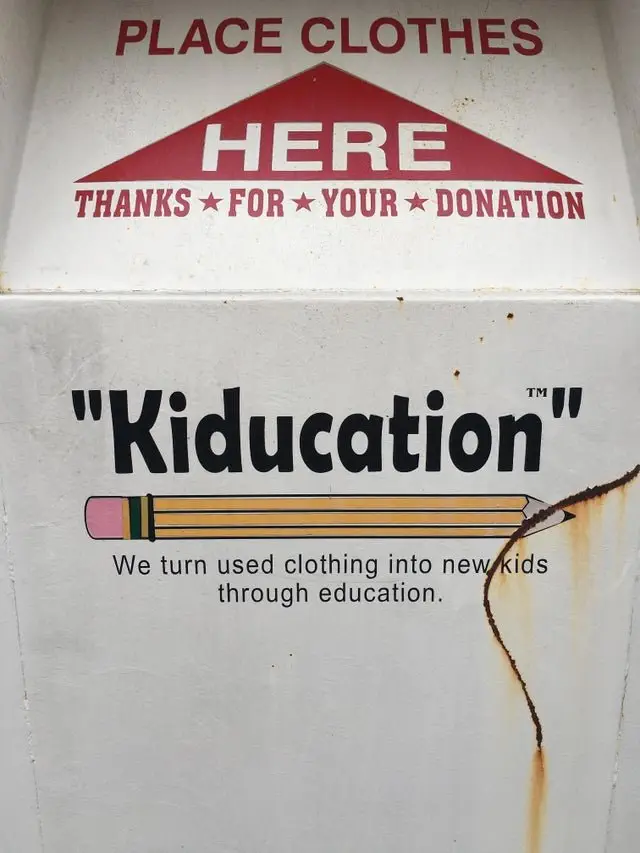 PLACE CLOTHES
HERE
THANKS ★ FOR ★ YOUR ★ DONATION
"Kiducation™"
We turn used clothing into new kids
through education.